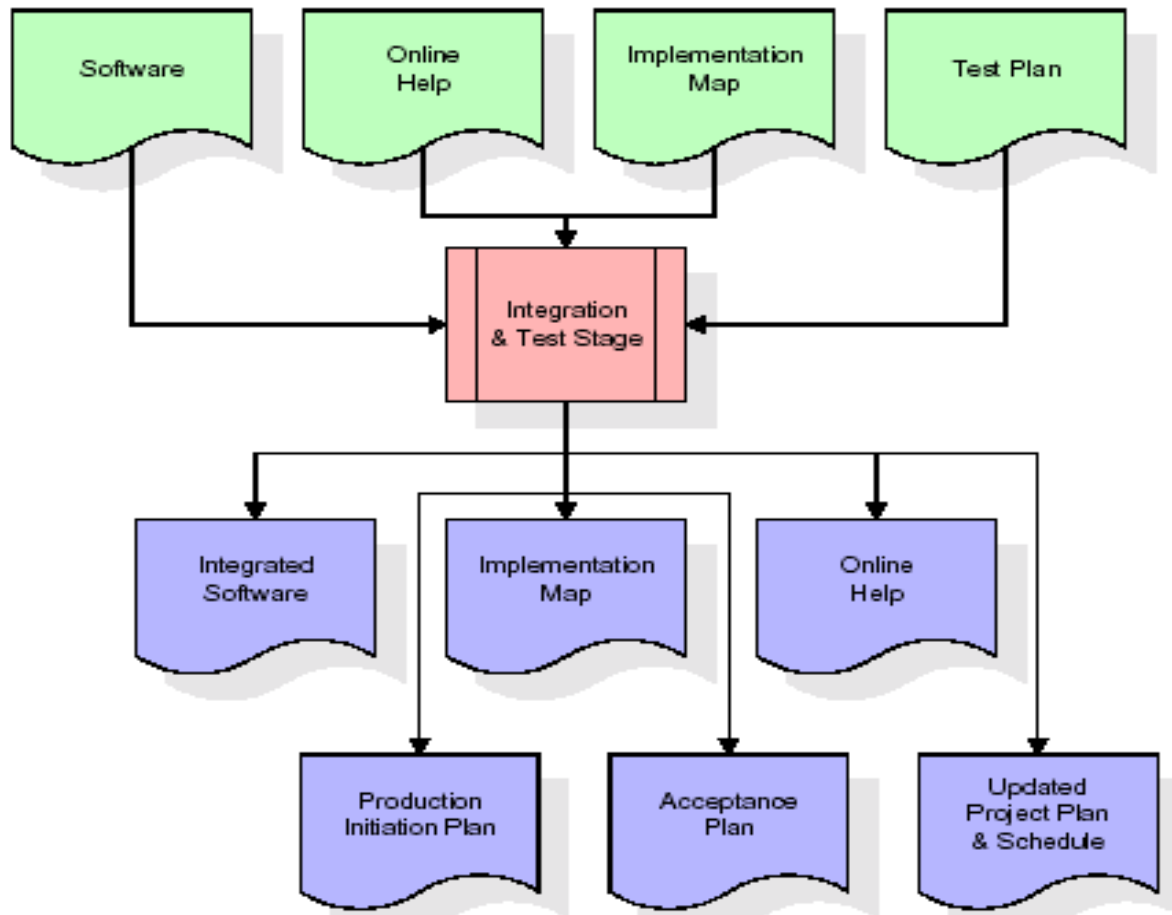 Software
Online
Help
Implementation
Map
Test Plan
Integration
& Test Stage
Integrated
Software
Implementation
Map
Online
Help
Production
Initiation Plan
Acceptance
Plan
Updated
Project Plan
& Schedule